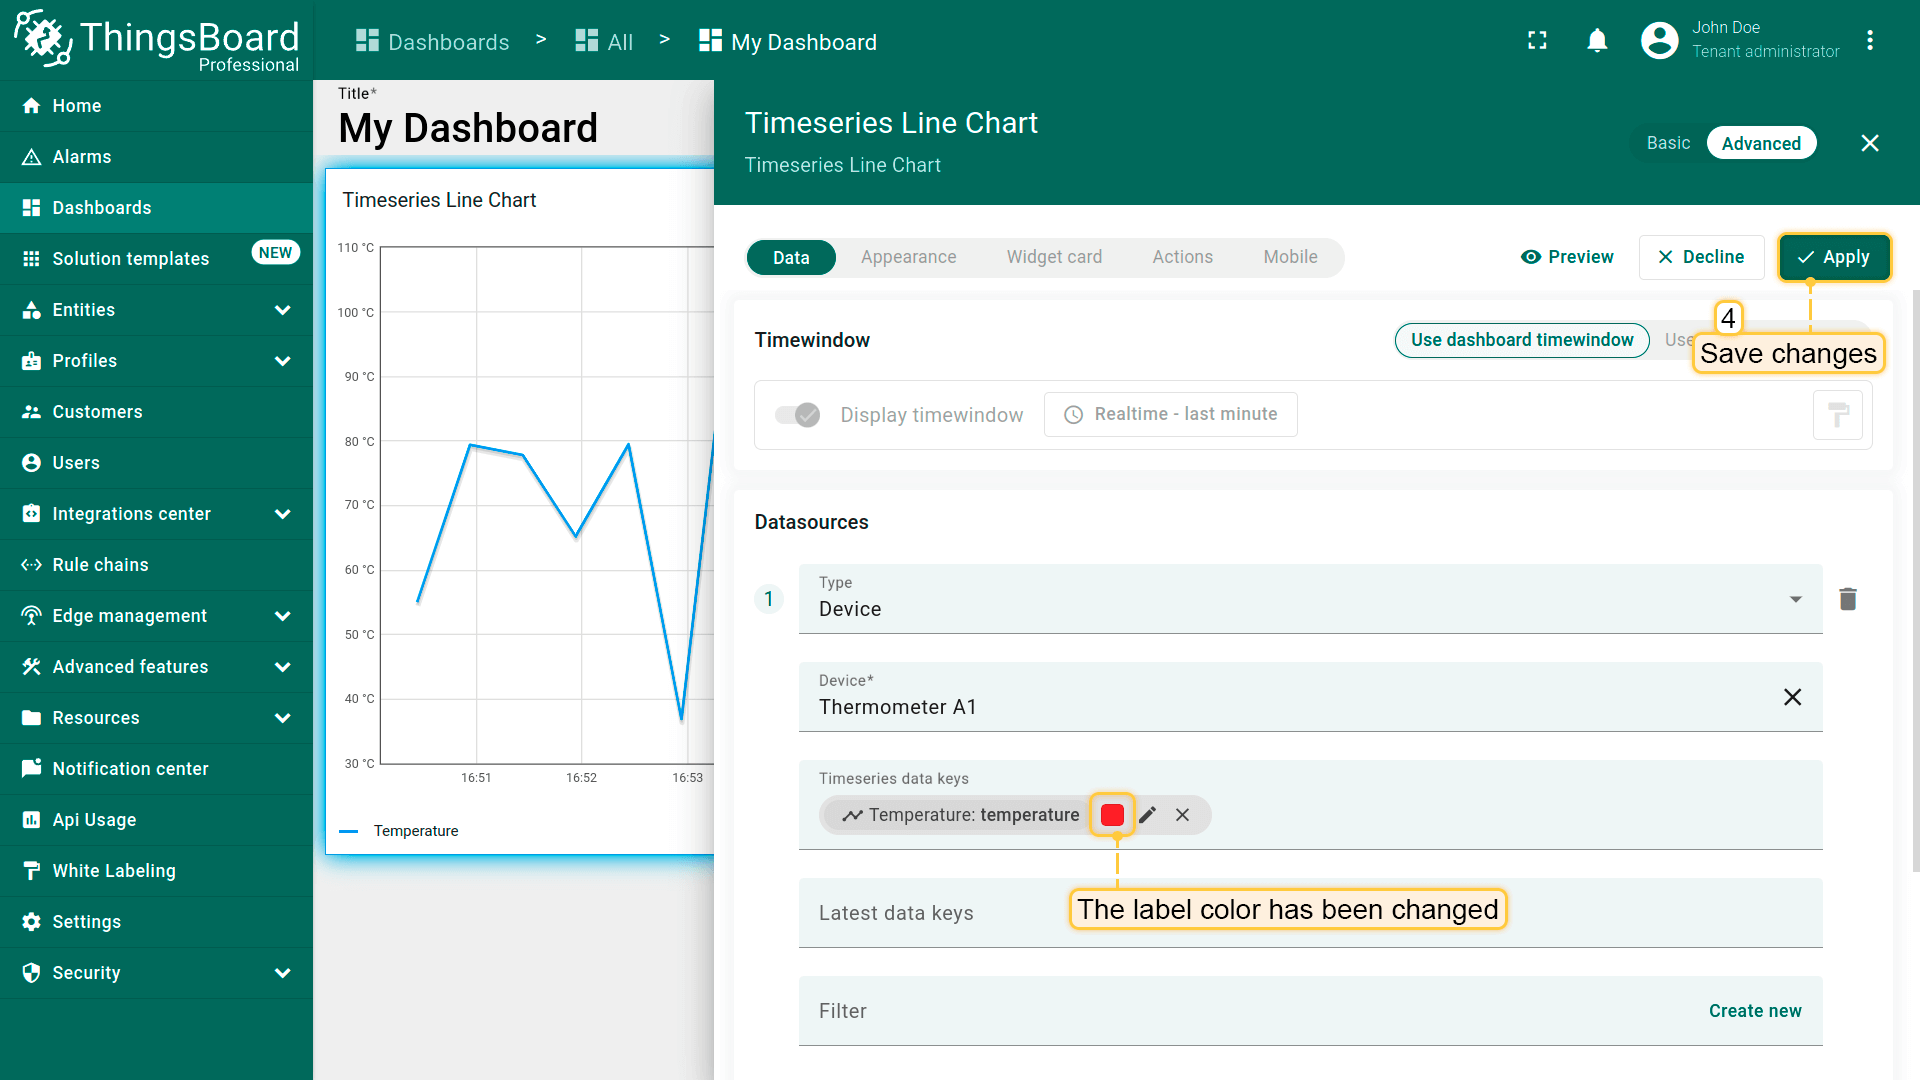 ThingsBoard
Professional
Dashboards > All > My Dashboard
John Doe
Tenant administrator
Home
Alarms
Dashboards
Solution templates NEW
Entities
Profiles
Customers
Users
Integrations center
Rule chains
Edge management
Advanced features
Resources
Notification center
Api Usage
White Labeling
Settings
Security
Title*
My Dashboard
Timeseries Line Chart
110 °C
100 °C
90 °C
80 °C
70 °C
60 °C
50 °C
40 °C
30 °C
16:51 16:52 16:53
Temperature
Timeseries Line Chart
Timeseries Line Chart
Basic Advanced
Data Appearance Widget card Actions Mobile
Preview Decline Apply
4
Save changes
Timewindow
Use dashboard timewindow Use
Display timewindow Realtime - last minute
Datasources
1
Type
Device
Device*
Thermometer A1
Timeseries data keys
Temperature: temperature
The label color has been changed
Latest data keys
Filter Create new